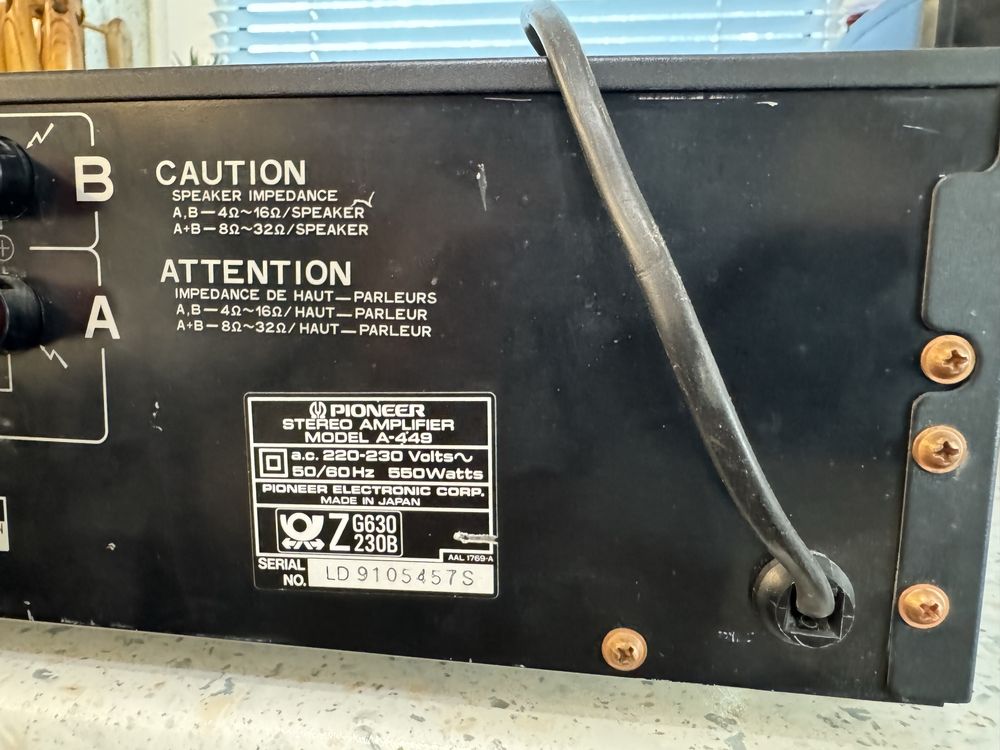 B
CAUTION
SPEAKER IMPEDANCE
A,B—4Ω~16Ω/SPEAKER
A+B—8Ω~32Ω/SPEAKER
A
ATTENTION
IMPEDANCE DE HAUT—PARLEURS
A,B—4Ω~16Ω/HAUT—PARLEUR
A+B—8Ω~32Ω/HAUT—PARLEUR
PIONEER
STEREO AMPLIFIER
MODEL A-449
a.c. 220-230 Volts~
50/60Hz 550Watts
PIONEER ELECTRONIC CORP.
MADE IN JAPAN
Z G630
230B
AAL 1769-A
SERIAL
NO. LD9105457S